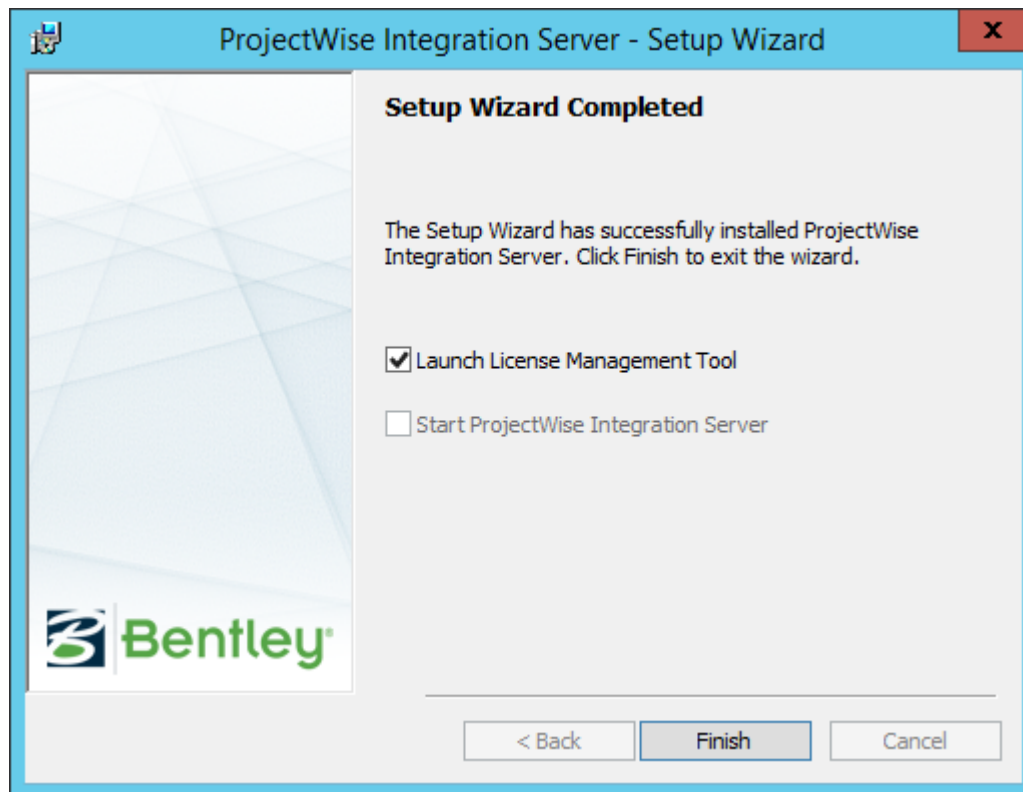 ProjectWise Integration Server - Setup Wizard
x
Setup Wizard Completed
The Setup Wizard has successfully installed ProjectWise
Integration Server. Click Finish to exit the wizard.
Launch License Management Tool
Start ProjectWise Integration Server
B Bentley®
< Back
Finish
Cancel